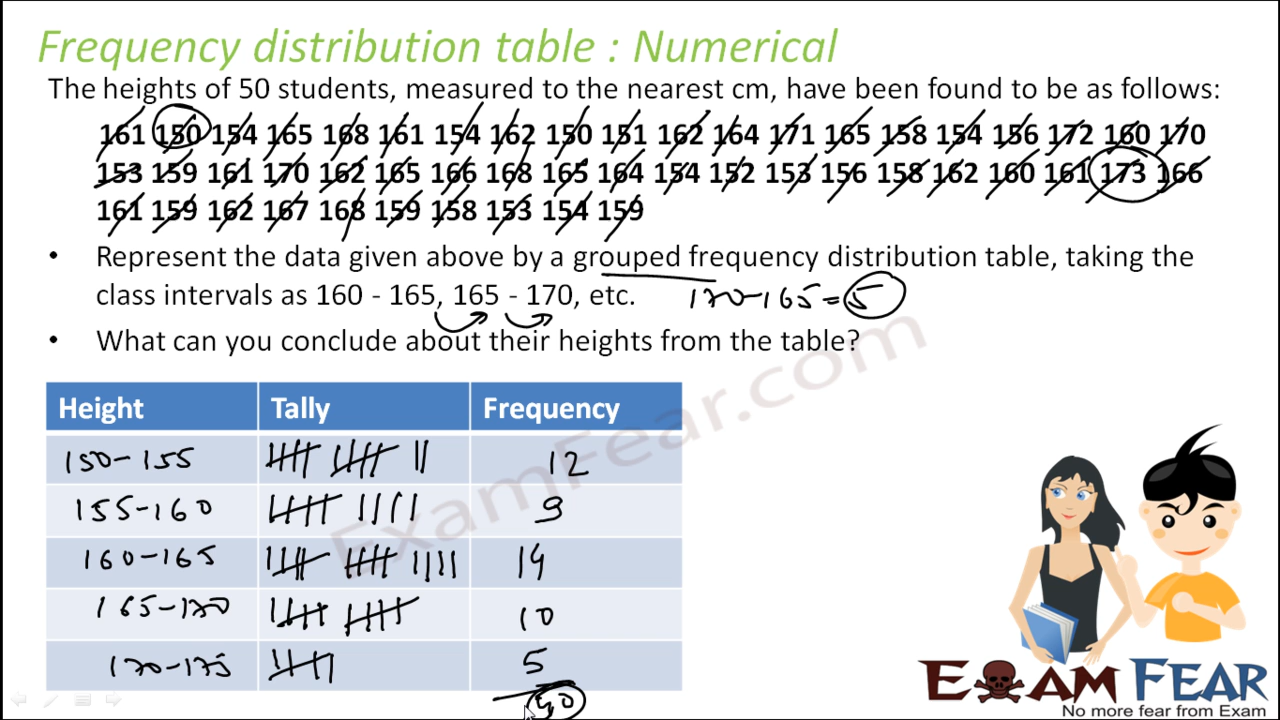 Frequency distribution table : Numerical
The heights of 50 students, measured to the nearest cm, have been found to be as follows:
161 150 154 165 168 161 154 162 150 151 162 164 171 165 158 154 156 172 160 170
153 159 161 170 162 165 166 168 165 164 154 152 153 156 158 162 160 161 173 166
161 159 162 167 168 159 158 153 154 159
• Represent the data given above by a grouped frequency distribution table, taking the
class intervals as 160 - 165, 165 - 170, etc. 170-165=5
• What can you conclude about their heights from the table?
Height Tally Frequency
150-155 12
155-160 9
160-165 14
165-170 10
170-175 5
50
ExamFear.com
EXAM FEAR
No more fear from Exam